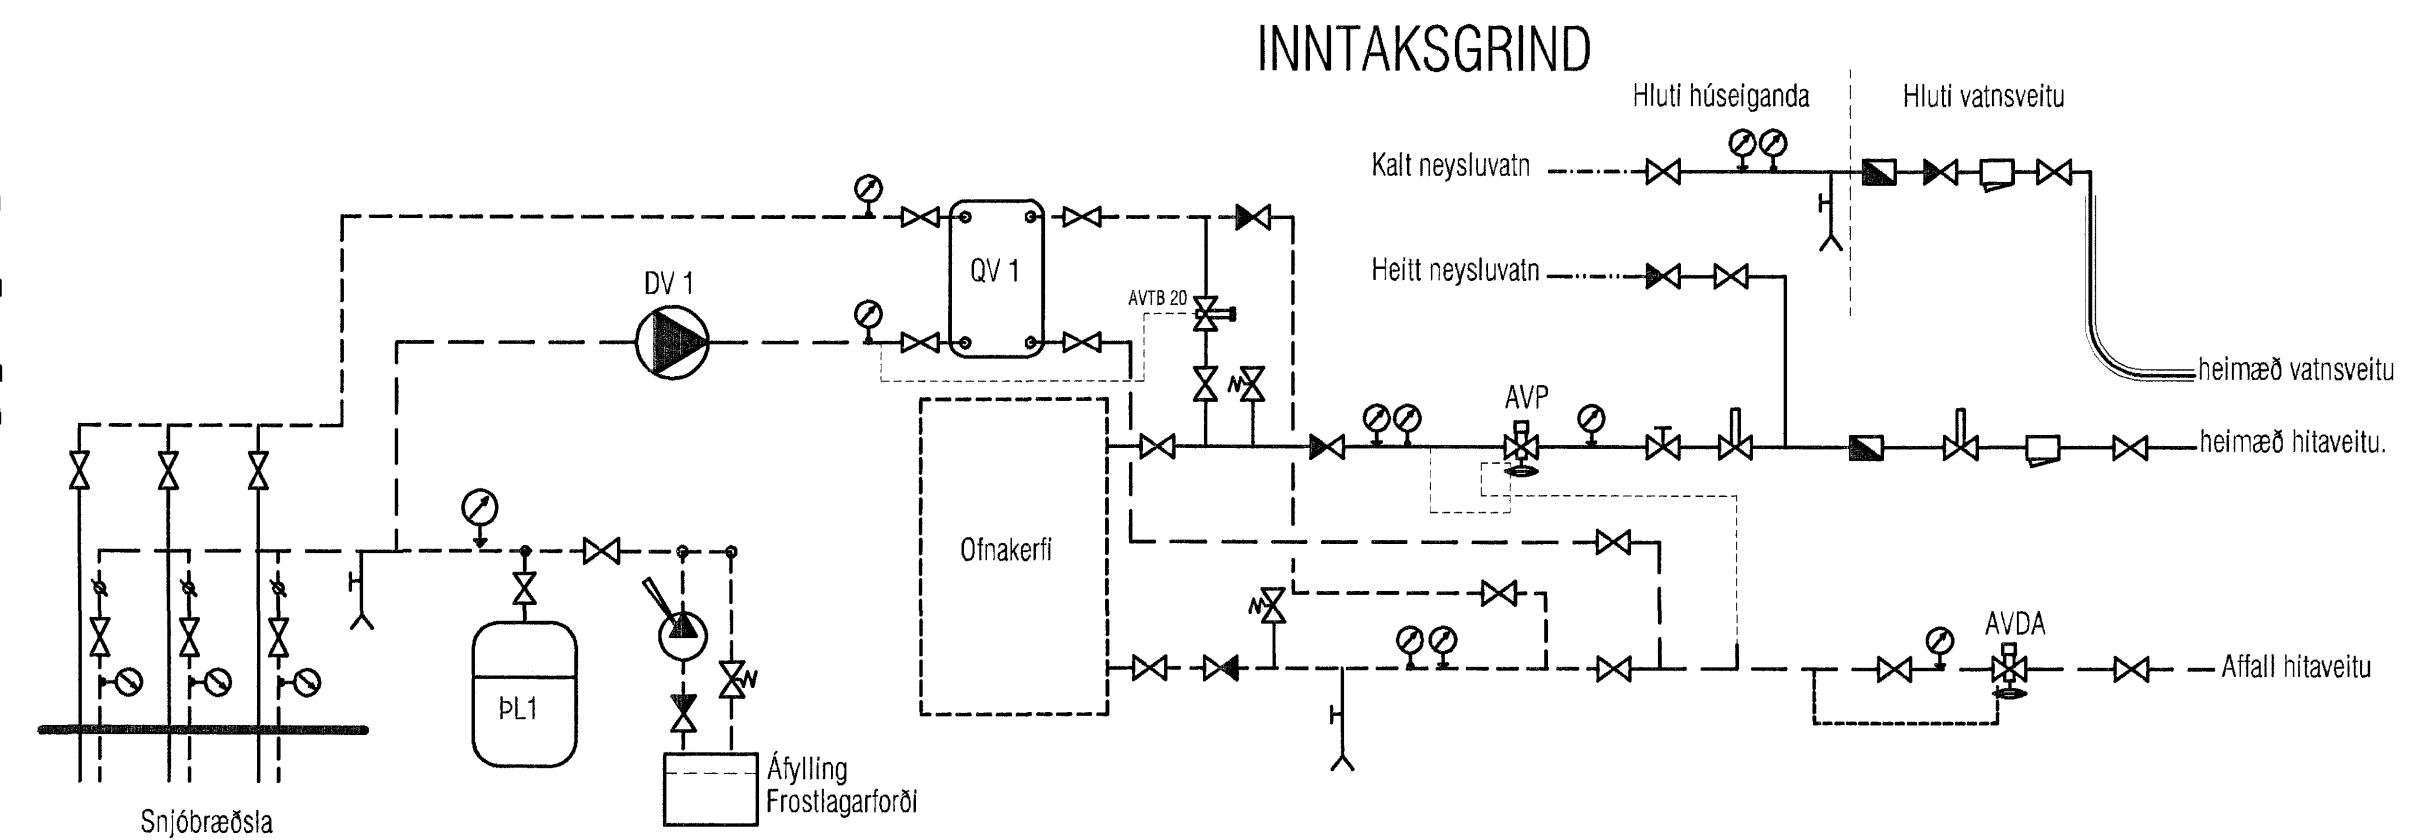 INNTAKSGRIND
Hluti húseiganda
Hluti vatnsveitu
Kalt neysluvatn
QV 1
Heitt neysluvatn
DV 1
AVTB 20
heimæð vatnsveitu
AVP
heimæð hitaveitu.
Ofnakerfi
AVDA
Affall hitaveitu
ÞL1
Áfylling
Frostlagarforði
Snjóbræðsla